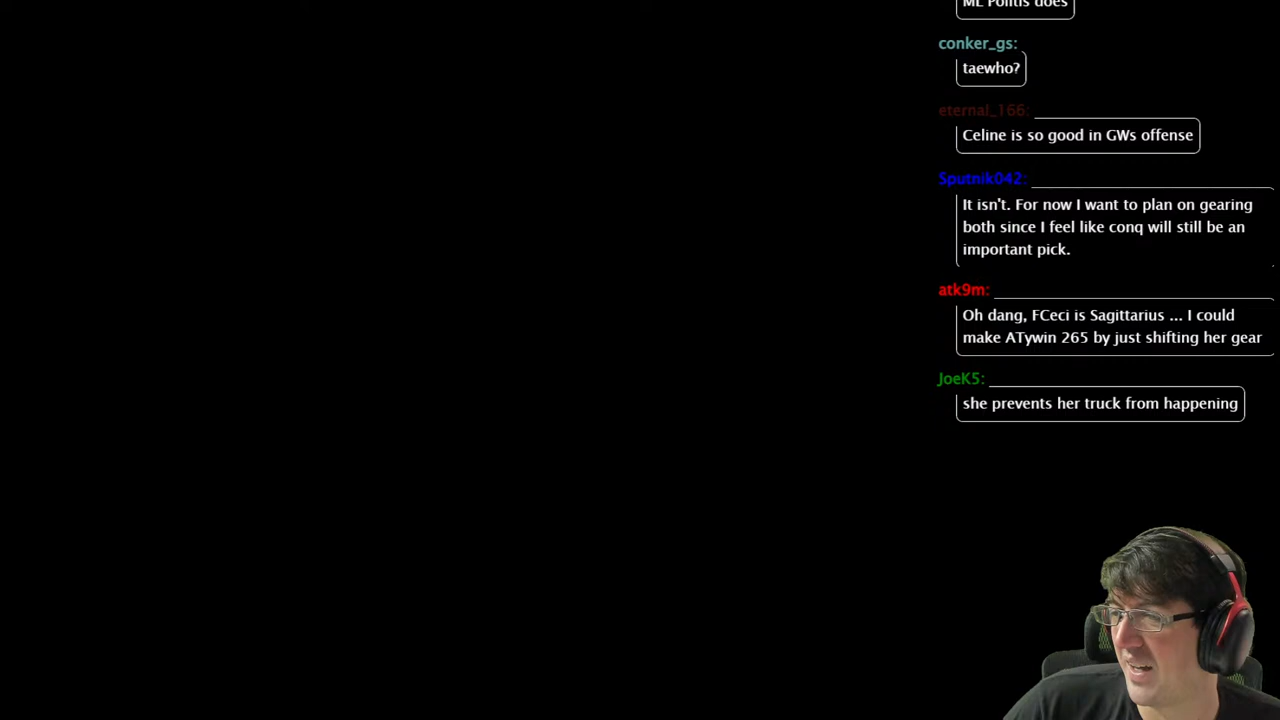 ML Politis does
conker_gs:
taewho?
eternal_166:
Celine is so good in GWs offense
Sputnik042:
It isn't. For now I want to plan on gearing
both since I feel like conq will still be an
important pick.
atk9m:
Oh dang, FCeci is Sagittarius ... I could
make ATywin 265 by just shifting her gear
JoeK5:
she prevents her truck from happening